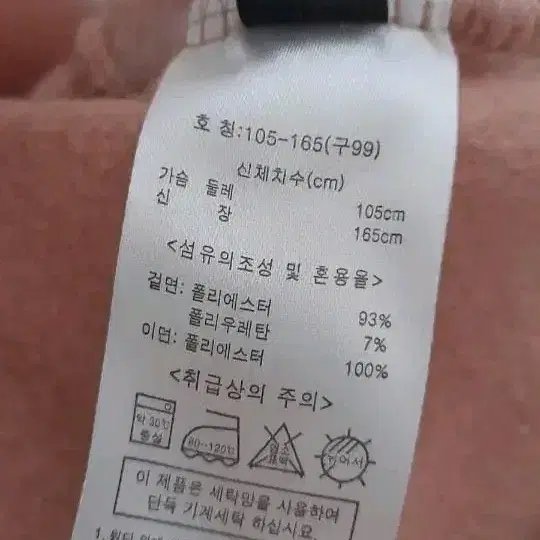 호 칭:105-165(구99)
신체치수(cm)
가슴 둘레 105cm
신 장 165cm
<섬유의조성 및 혼용율>
겉면: 폴리에스터 93%
폴리우레탄 7%
이면: 폴리에스터 100%
<취급상의 주의>
약 30℃
중성
80~120℃
염소
표백
뉘어서
이 제품은 세탁망을 사용하여
단독 기계세탁 하십시요.
1. 원단